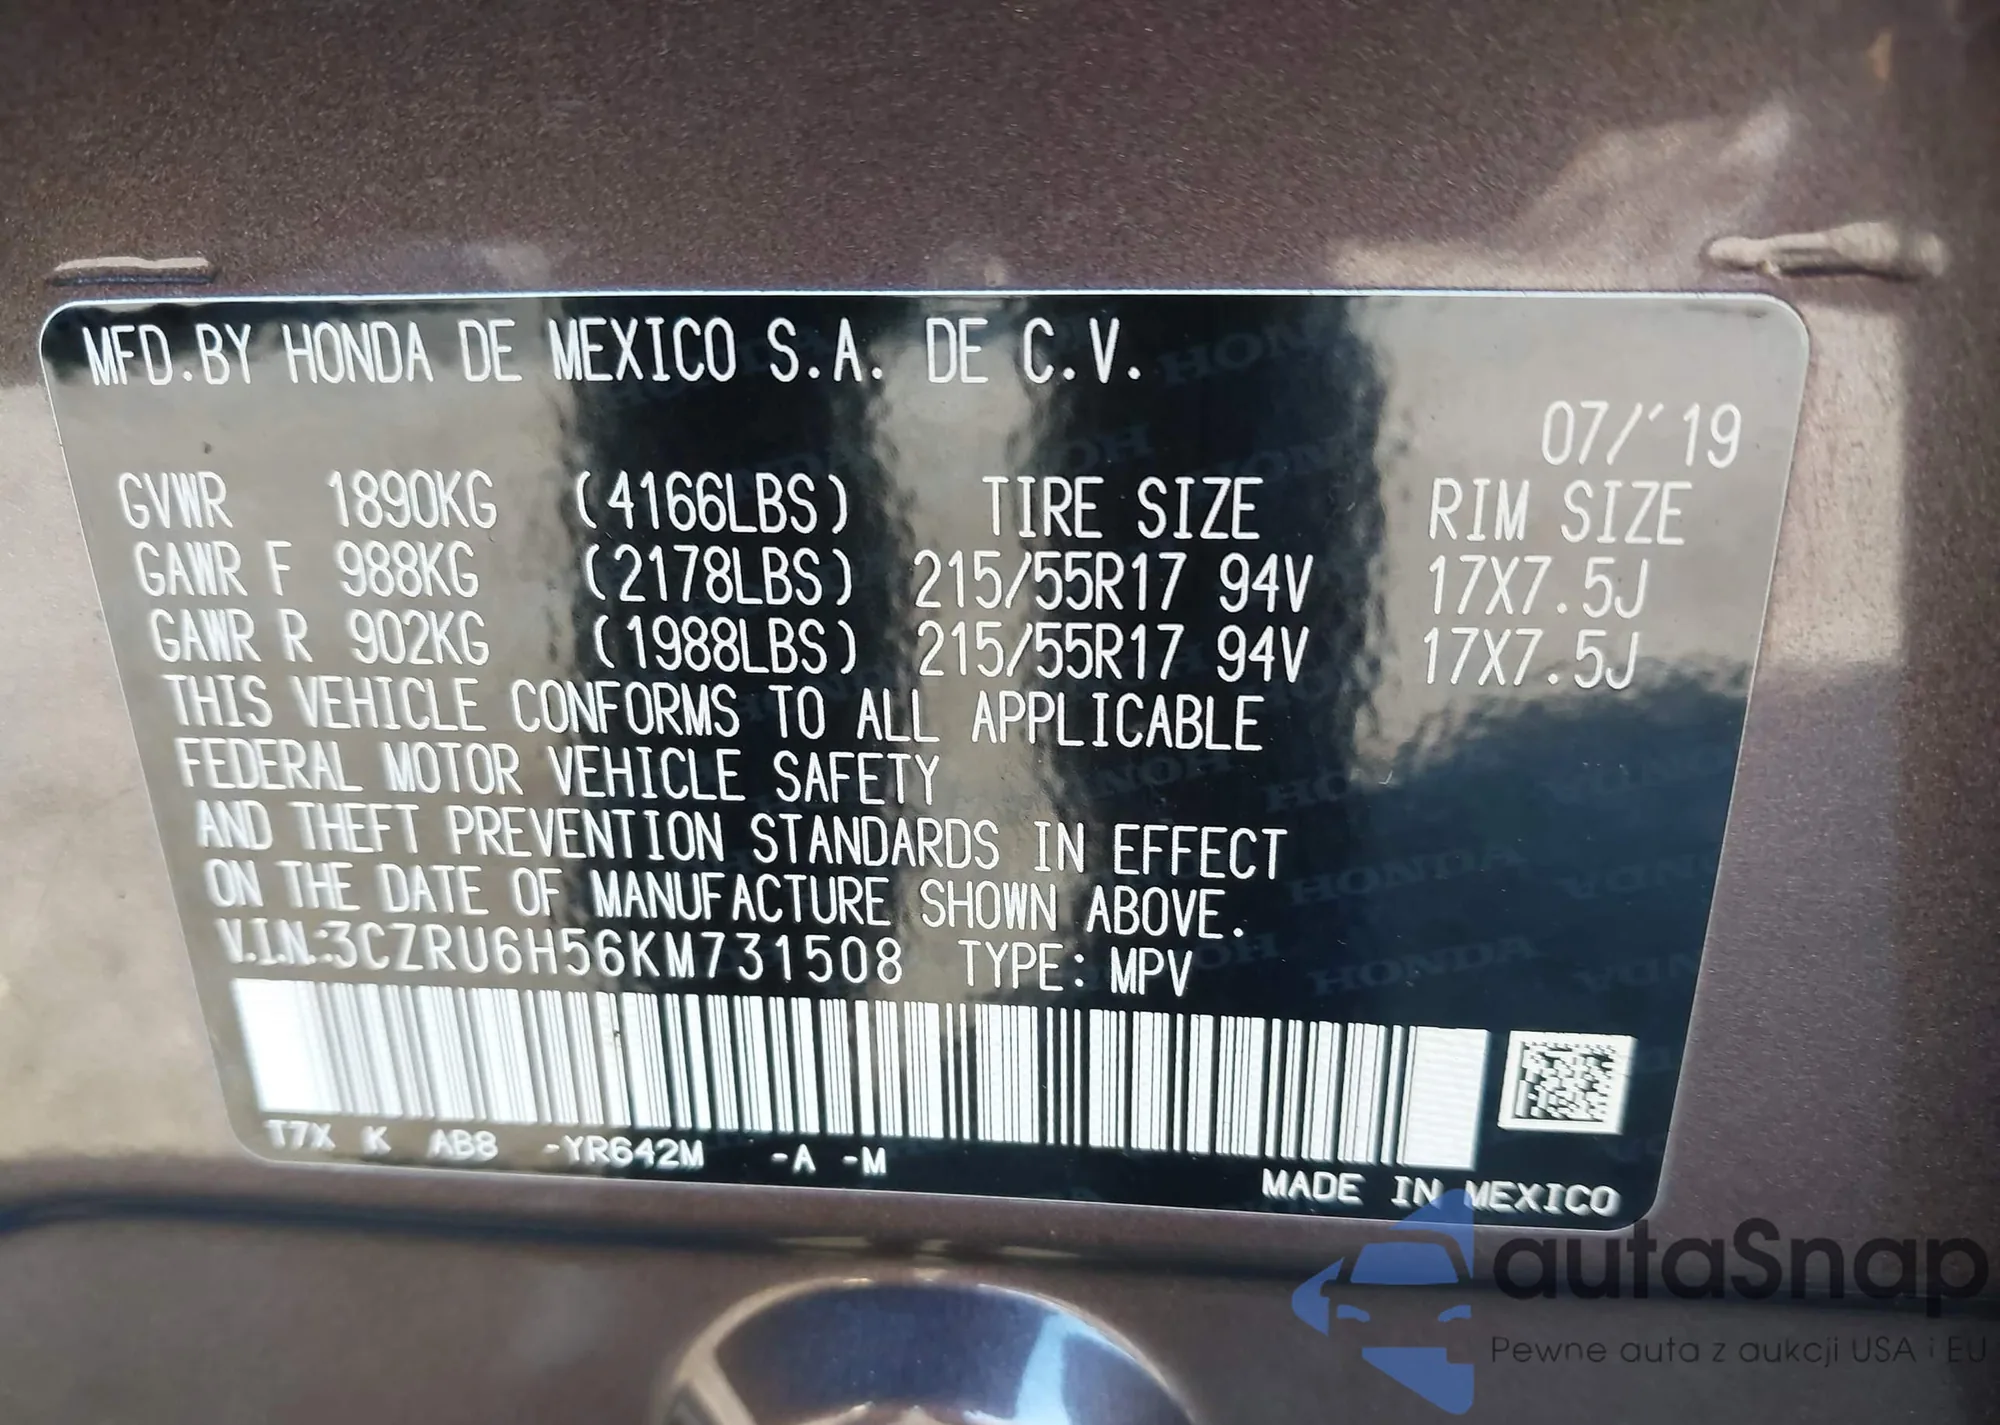 MFD.BY HONDA DE MEXICO S.A. DE C.V.
07/'19
GVWR 1890KG (4166LBS) TIRE SIZE RIM SIZE
GAWR F 988KG (2178LBS) 215/55R17 94V 17X7.5J
GAWR R 902KG (1988LBS) 215/55R17 94V 17X7.5J
THIS VEHICLE CONFORMS TO ALL APPLICABLE
FEDERAL MOTOR VEHICLE SAFETY
AND THEFT PREVENTION STANDARDS IN EFFECT
ON THE DATE OF MANUFACTURE SHOWN ABOVE.
V.I.N.:3CZRU6H56KM731508 TYPE: MPV
T7X K AB8 -YR642M -A -M
MADE IN MEXICO
autaSnap
Pewne auta z aukcji USA i EU